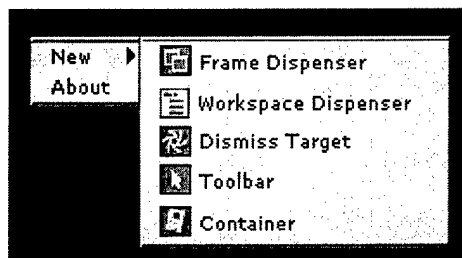 New
About
Frame Dispenser
Workspace Dispenser
Dismiss Target
Toolbar
Container